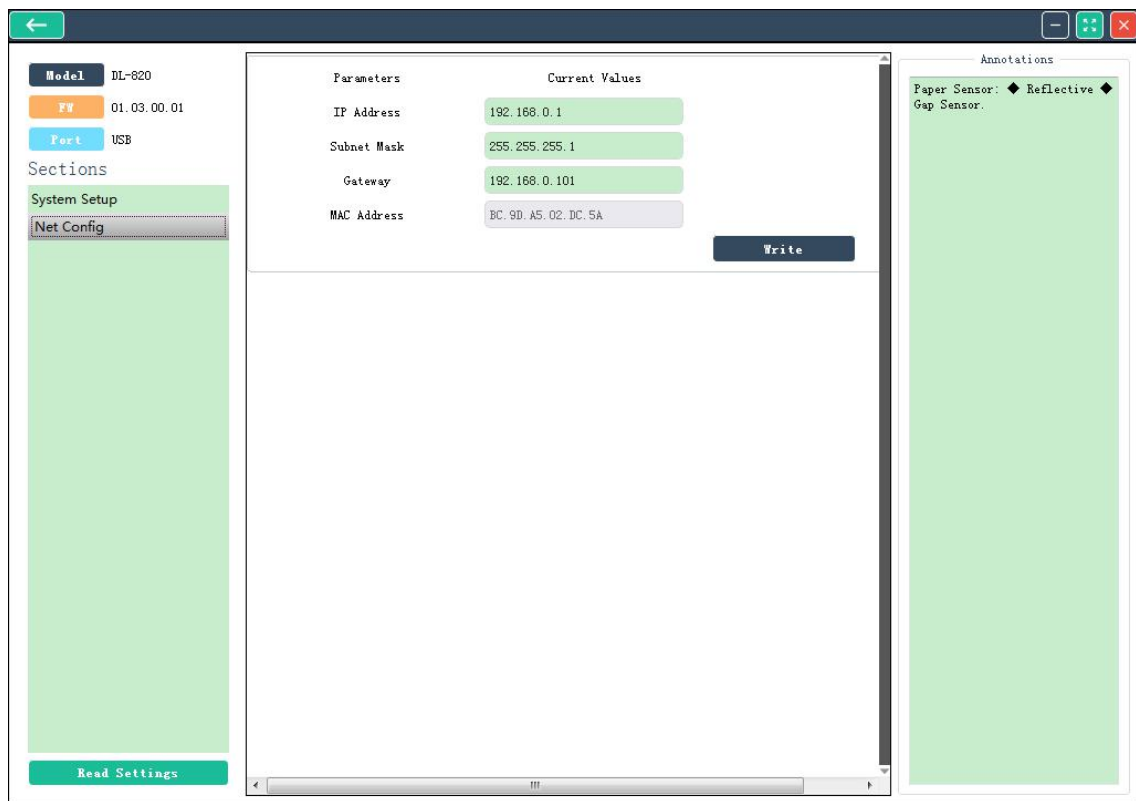 Model DL-820
FW 01.03.00.01
Port USB
Sections
System Setup
Net Config
Read Settings
Parameters Current Values
IP Address 192.168.0.1
Subnet Mask 255.255.255.1
Gateway 192.168.0.101
MAC Address BC.9D.A5.02.DC.5A
Write
Annotations
Paper Sensor: ◆ Reflective ◆
Gap Sensor.